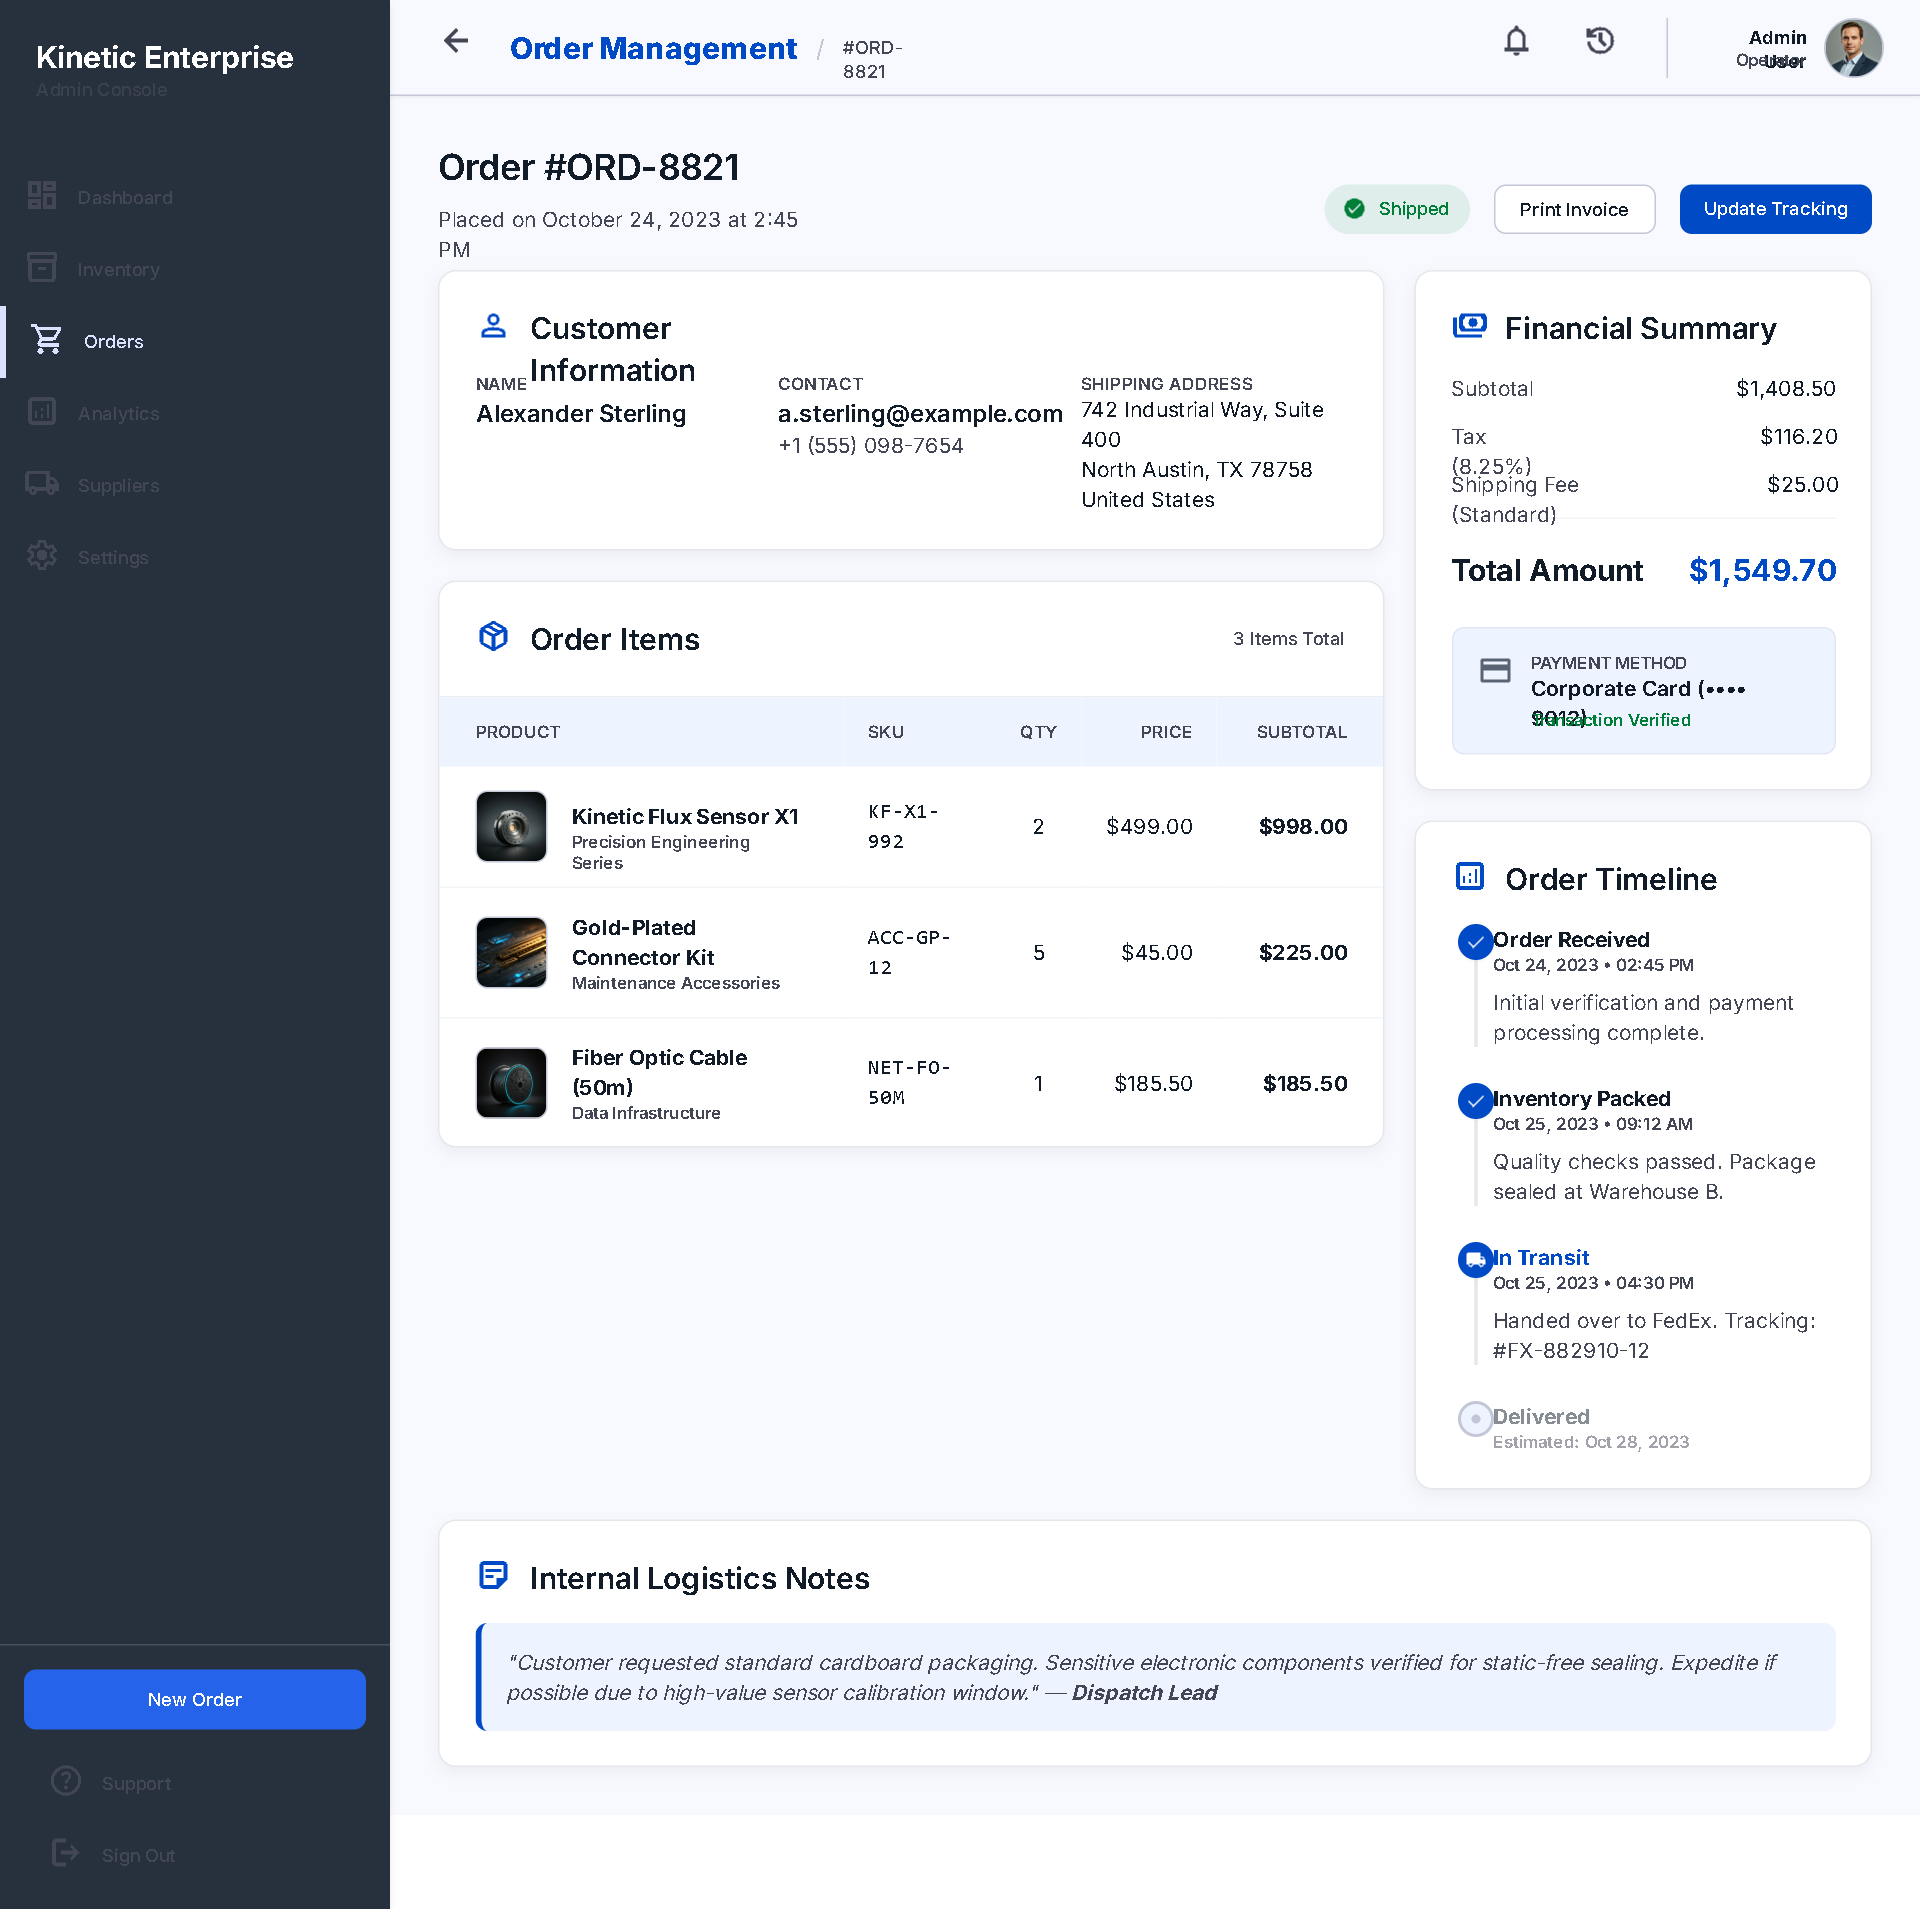 Kinetic Enterprise
Admin Console
Dashboard
Inventory
Orders
Analytics
Suppliers
Settings
New Order
Support
Sign Out
Order Management / #ORD-
8821
Admin
User
Operator
Order #ORD-8821
Placed on October 24, 2023 at 2:45
PM
Shipped
Print Invoice
Update Tracking
Customer
Information
NAME
Alexander Sterling
CONTACT
a.sterling@example.com
+1 (555) 098-7654
SHIPPING ADDRESS
742 Industrial Way, Suite
400
North Austin, TX 78758
United States
Order Items
3 Items Total
PRODUCT SKU QTY PRICE SUBTOTAL
Kinetic Flux Sensor X1
Precision Engineering
Series
KF-X1-
992
2 $499.00 $998.00
Gold-Plated
Connector Kit
Maintenance Accessories
ACC-GP-
12
5 $45.00 $225.00
Fiber Optic Cable
(50m)
Data Infrastructure
NET-FO-
50M
1 $185.50 $185.50
Financial Summary
Subtotal $1,408.50
Tax $116.20
(8.25%)
Shipping Fee $25.00
(Standard)
Total Amount $1,549.70
PAYMENT METHOD
Corporate Card (••••
9012)
Transaction Verified
Order Timeline
Order Received
Oct 24, 2023 • 02:45 PM
Initial verification and payment
processing complete.
Inventory Packed
Oct 25, 2023 • 09:12 AM
Quality checks passed. Package
sealed at Warehouse B.
In Transit
Oct 25, 2023 • 04:30 PM
Handed over to FedEx. Tracking:
#FX-882910-12
Delivered
Estimated: Oct 28, 2023
Internal Logistics Notes
"Customer requested standard cardboard packaging. Sensitive electronic components verified for static-free sealing. Expedite if
possible due to high-value sensor calibration window." — Dispatch Lead